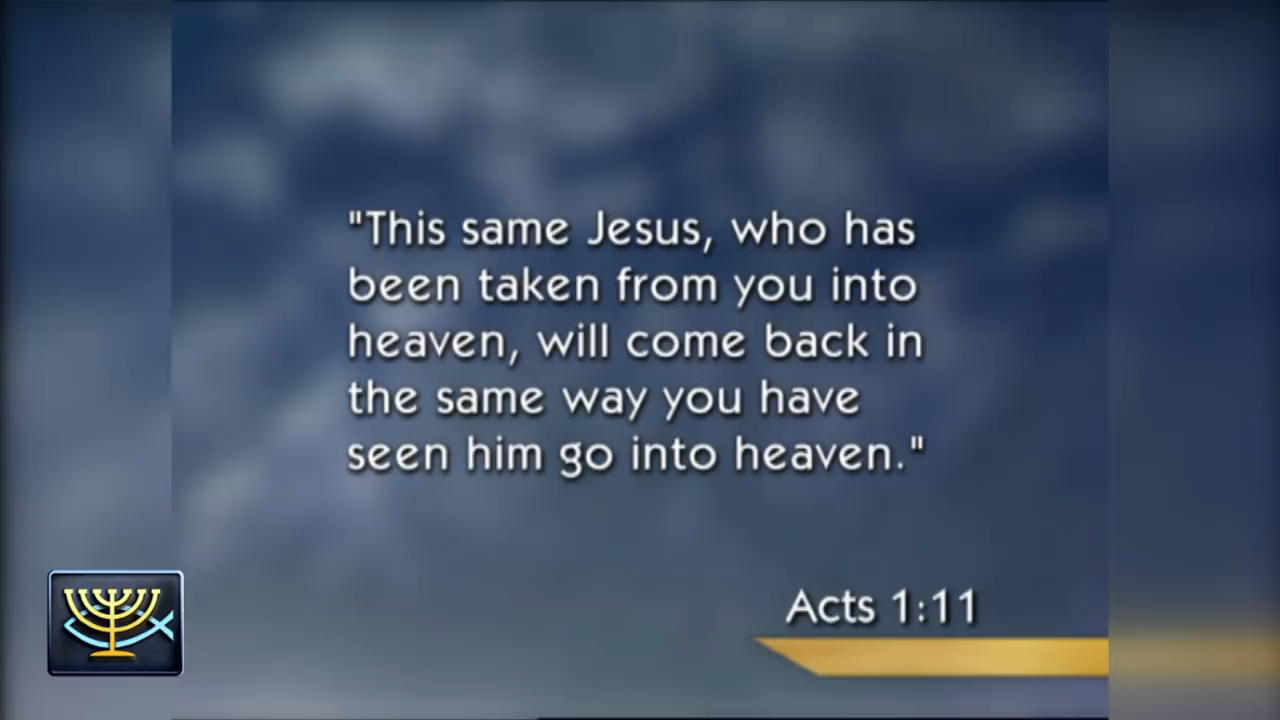 "This same Jesus, who has
been taken from you into
heaven, will come back in
the same way you have
seen him go into heaven."
Acts 1:11